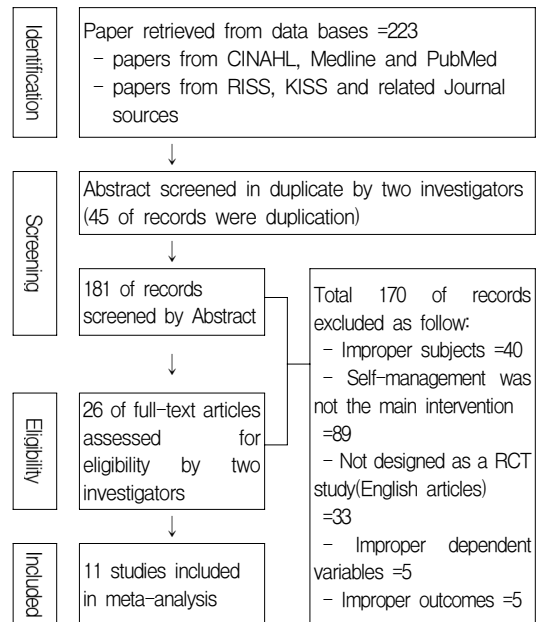 Identification
Paper retrieved from data bases =223
- papers from CINAHL, Medline and PubMed
- papers from RISS, KISS and related Journal
sources
↓
Screening
Abstract screened in duplicate by two investigators
(45 of records were duplication)
↓
181 of records
screened by Abstract
↓
Eligibility
26 of full-text articles
assessed for
eligibility by two
investigators
↓
Included
11 studies included
in meta-analysis
Total 170 of records
excluded as follow:
- Improper subjects =40
- Self-management was
not the main intervention
=89
- Not designed as a RCT
study(English articles)
=33
- Improper dependent
variables =5
- Improper outcomes =5